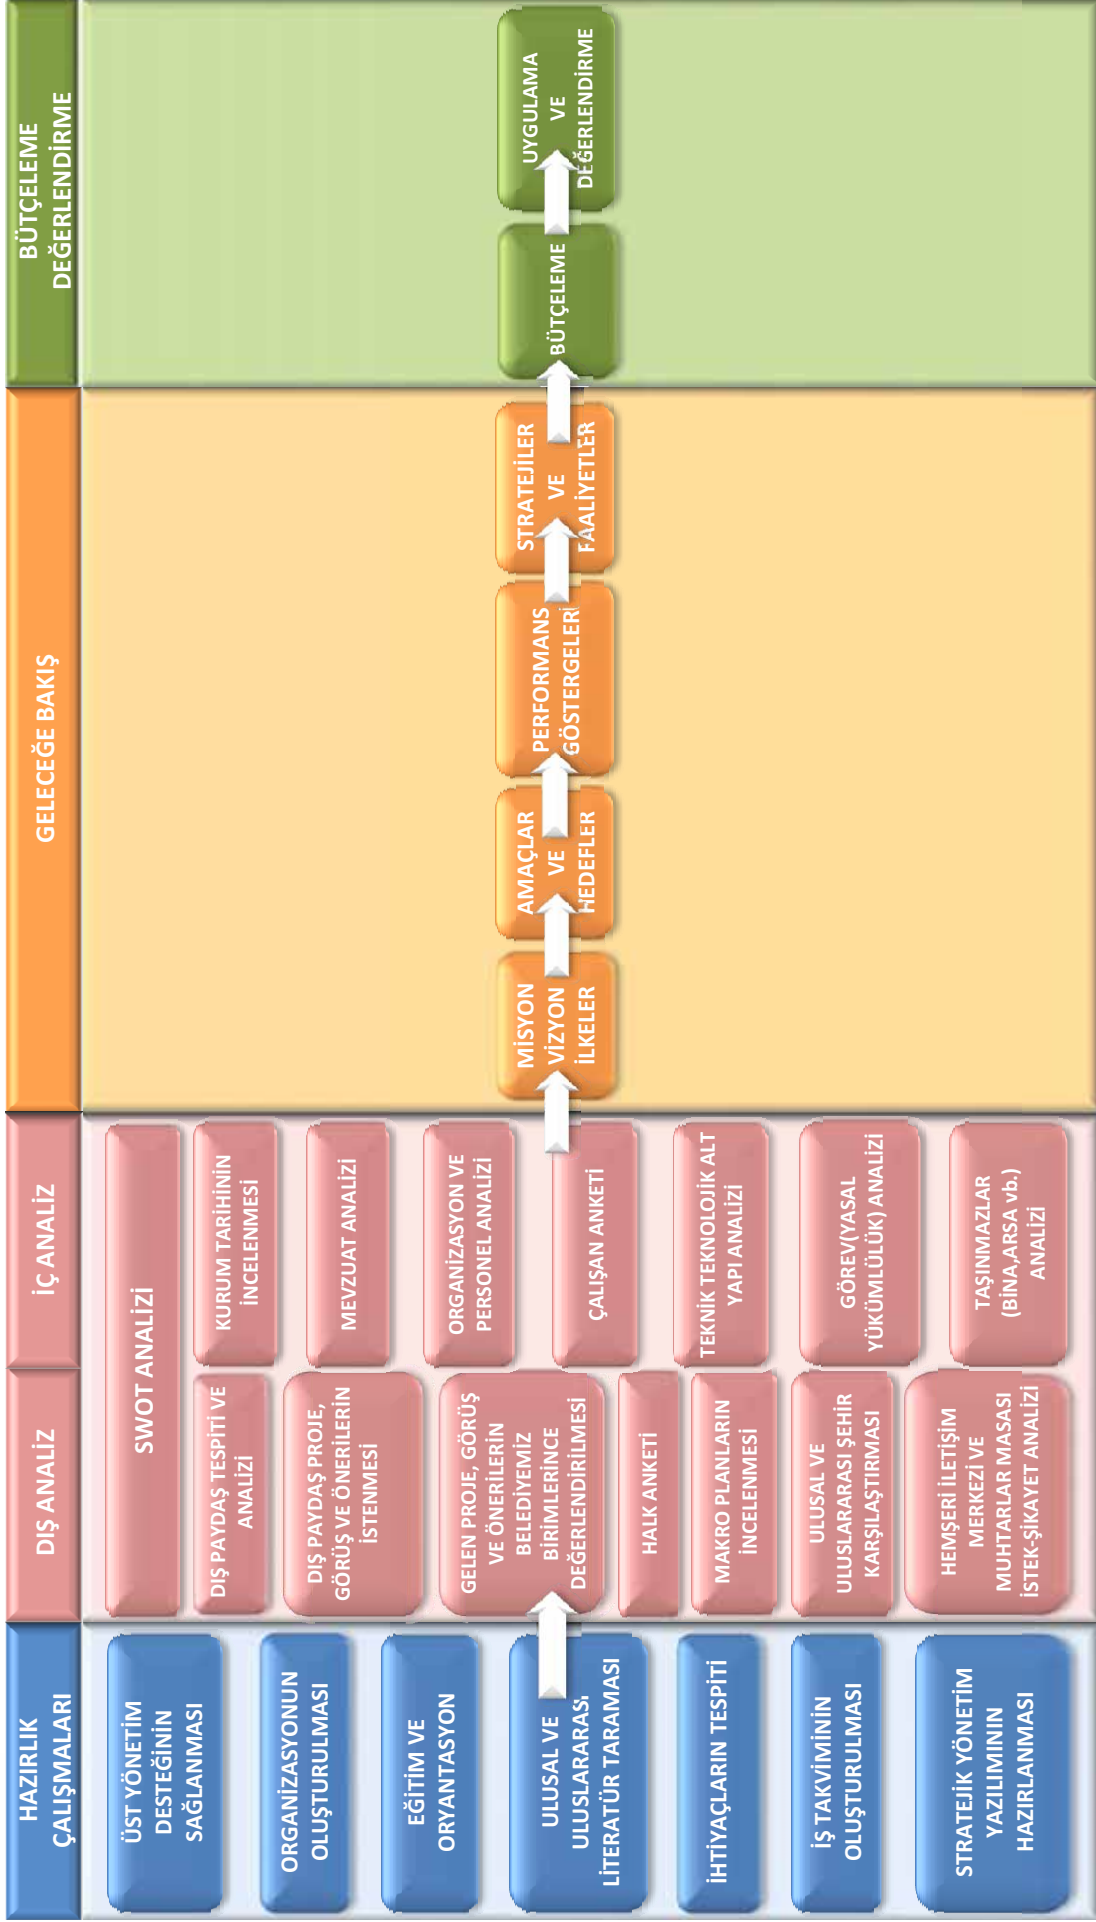 HAZIRLIK
ÇALIŞMALARI
ÜST YÖNETİM
DESTEĞİNİN
SAĞLANMASI
ORGANİZASYONUN
OLUŞTURULMASI
EĞİTİM VE
ORYANTASYON
ULUSAL VE
ULUSLARARASI
LİTERATÜR TARAMASI
İHTİYAÇLARIN TESPİTİ
İŞ TAKVİMİNİN
OLUŞTURULMASI
STRATEJİK YÖNETİM
YAZILIMININ
HAZIRLANMASI
DIŞ ANALİZ
İÇ ANALİZ
SWOT ANALİZİ
DIŞ PAYDAŞ TESPİTİ VE
ANALİZİ
DIŞ PAYDAŞ PROJE,
GÖRÜŞ VE ÖNERİLERİN
İSTENMESİ
GELEN PROJE, GÖRÜŞ
VE ÖNERİLERİN
BELEDİYEMİZ
BİRİMLERİNCE
DEĞERLENDİRİLMESİ
HALK ANKETİ
MAKRO PLANLARIN
İNCELENMESİ
ULUSAL VE
ULUSLARARASI ŞEHİR
KARŞILAŞTIRMASI
HEMŞERİ İLETİŞİM
MERKEZİ VE
MUHTARLAR MASASI
İSTEK-ŞİKAYET ANALİZİ
KURUM TARİHİNİN
İNCELENMESİ
MEVZUAT ANALİZİ
ORGANİZASYON VE
PERSONEL ANALİZİ
ÇALIŞAN ANKETİ
TEKNİK TEKNOLOJİK ALT
YAPI ANALİZİ
GÖREV(YASAL
YÜKÜMLÜLÜK) ANALİZİ
TAŞINMAZLAR
(BİNA,ARSA vb.)
ANALİZİ
GELECEĞE BAKIŞ
MİSYON
VİZYON
İLKELER
AMAÇLAR
VE
HEDEFLER
PERFORMANS
GÖSTERGELERİ
STRATEJİLER
VE
FAALİYETLER
BÜTÇELEME
DEĞERLENDİRME
BÜTÇELEME
UYGULAMA
VE
DEĞERLENDİRME